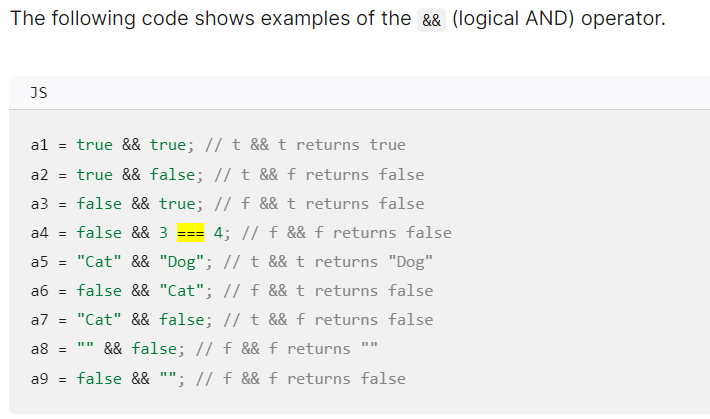 The following code shows examples of the && (logical AND) operator.
JS
a1 = true && true; // t && t returns true
a2 = true && false; // t && f returns false
a3 = false && true; // f && t returns false
a4 = false && 3 === 4; // f && f returns false
a5 = "Cat" && "Dog"; // t && t returns "Dog"
a6 = false && "Cat"; // f && t returns false
a7 = "Cat" && false; // t && f returns false
a8 = "" && false; // f && f returns ""
a9 = false && ""; // f && f returns false